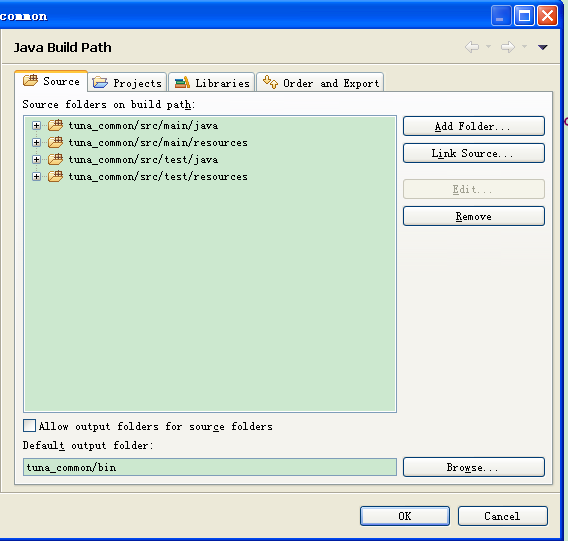 common
Java Build Path
Source
Projects
Libraries
Order and Export
Source folders on build path:
tuna_common/src/main/java
tuna_common/src/main/resources
tuna_common/src/test/java
tuna_common/src/test/resources
Add Folder...
Link Source...
Edit...
Remove
Allow output folders for source folders
Default output folder:
tuna_common/bin
Browse...
OK
Cancel